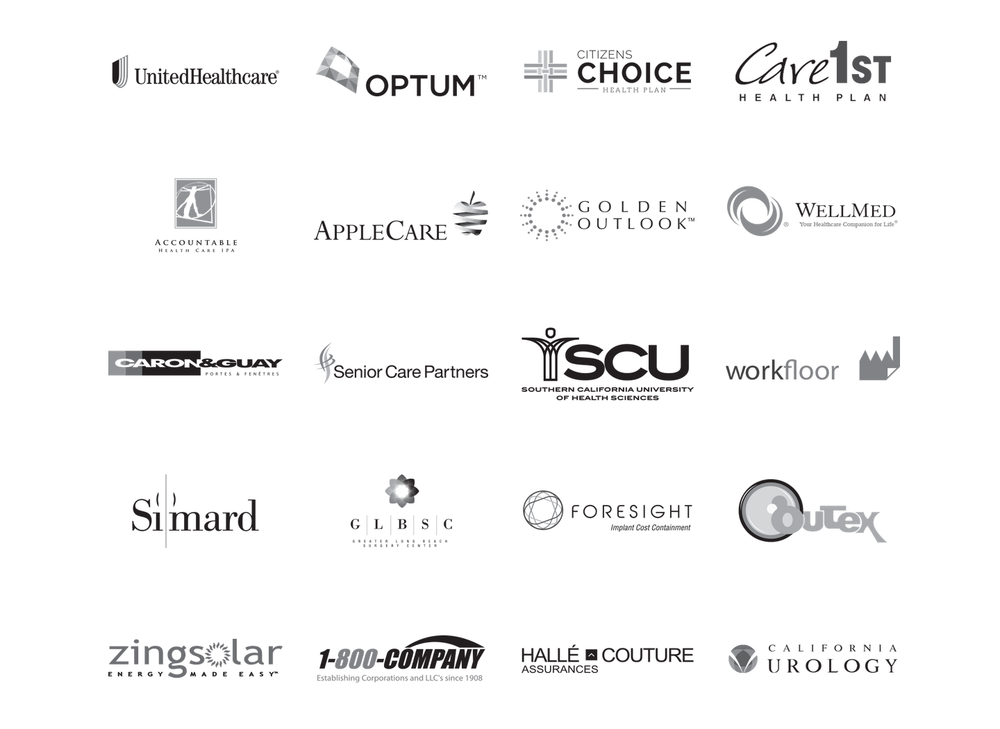 UnitedHealthcare®
OPTUM™
CITIZENS
CHOICE
HEALTH PLAN
Care1ST
HEALTH PLAN
ACCOUNTABLE
HEALTH CARE IPA
APPLECARE
GOLDEN
OUTLOOK™
®
WELLMED
Your Healthcare Companion for Life®
CARON&GUAY
PORTES & FENÊTRES
Senior Care Partners
SCU
SOUTHERN CALIFORNIA UNIVERSITY
OF HEALTH SCIENCES
workfloor
Simard
G L B S C
GREATER LONG BEACH
SURGERY CENTER
FORESIGHT
Implant Cost Containment
OUTEX
zingsolar
ENERGY MADE EASY™
1-800-COMPANY
Establishing Corporations and LLC's since 1908
HALLÉ COUTURE
ASSURANCES
CALIFORNIA
UROLOGY